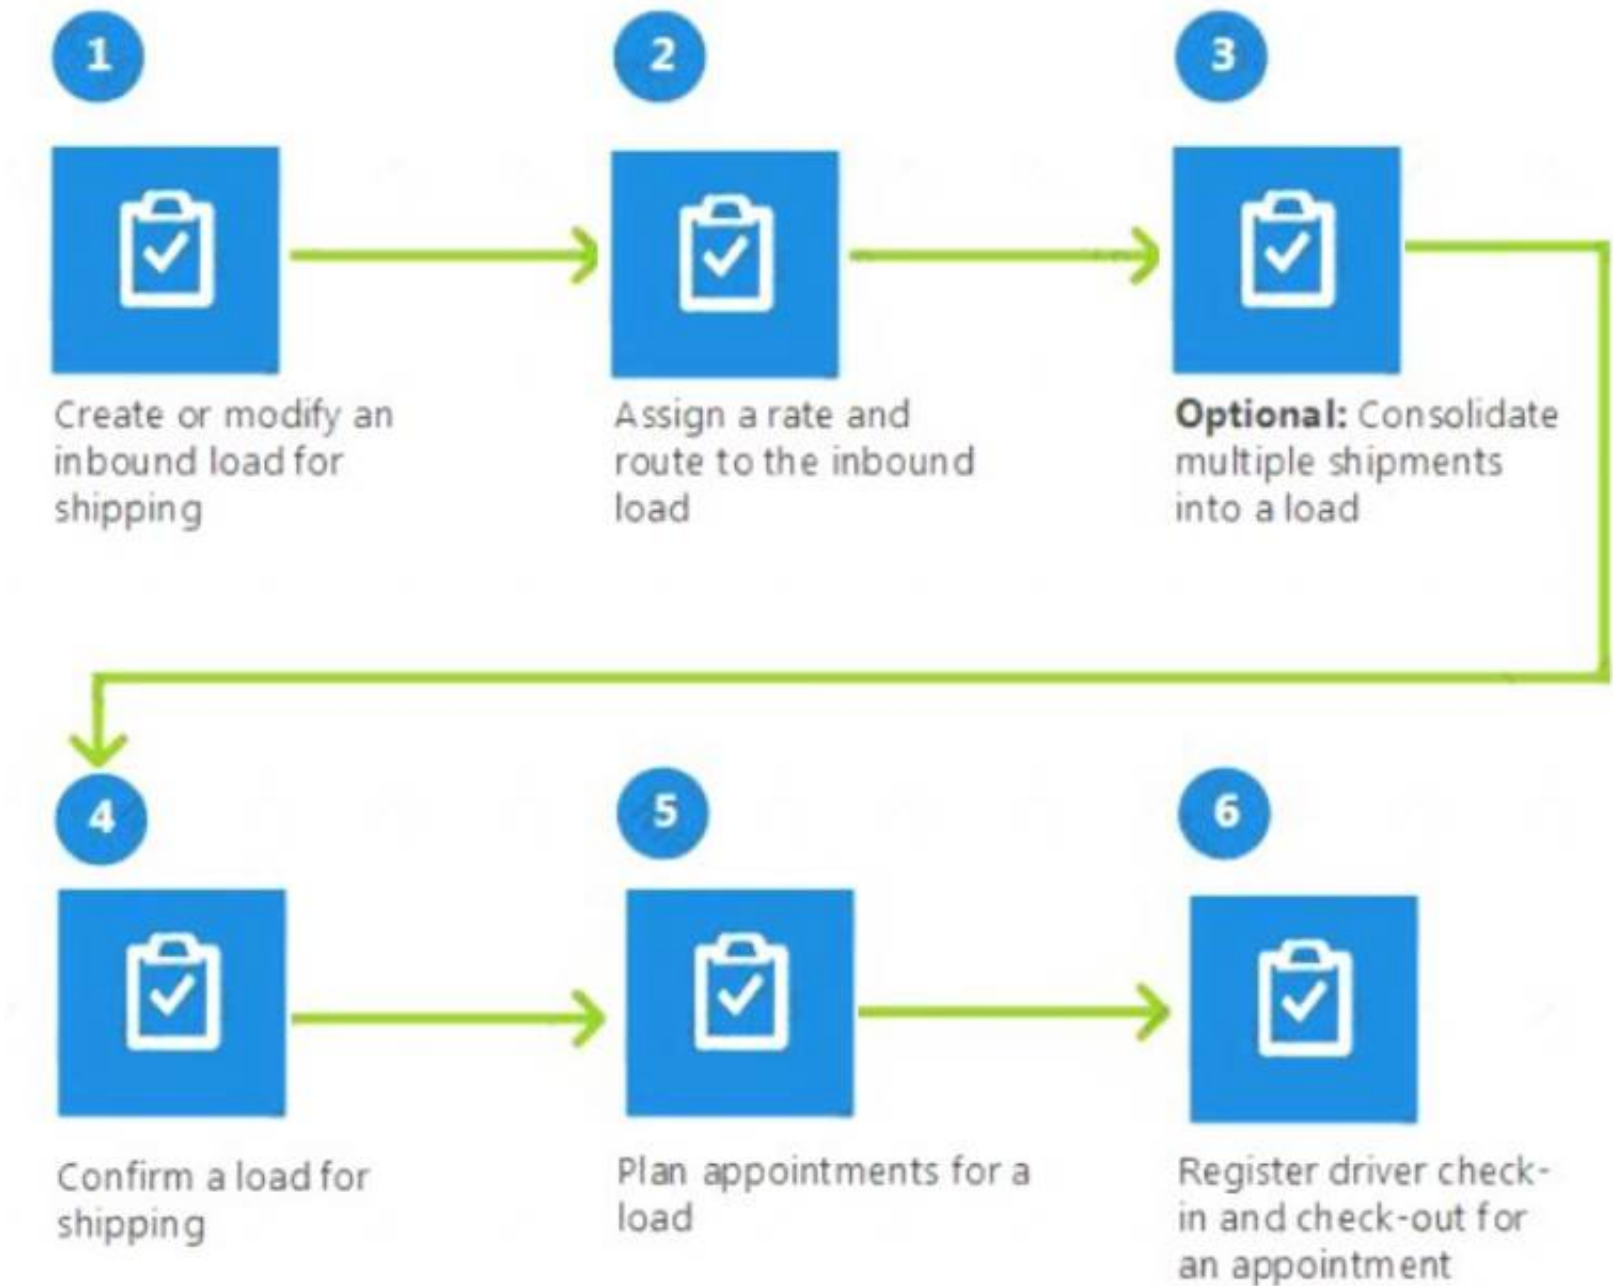 1
2
3
Create or modify an
inbound load for
shipping
Assign a rate and
route to the inbound
load
Optional: Consolidate
multiple shipments
into a load
4
5
6
Confirm a load for
shipping
Plan appointments for a
load
Register driver check-
in and check-out for
an appointment